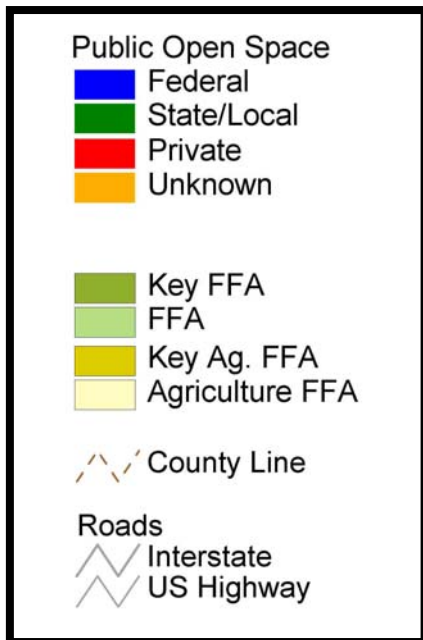 Public Open Space
Federal
State/Local
Private
Unknown
Key FFA
FFA
Key Ag. FFA
Agriculture FFA
County Line
Roads
Interstate
US Highway